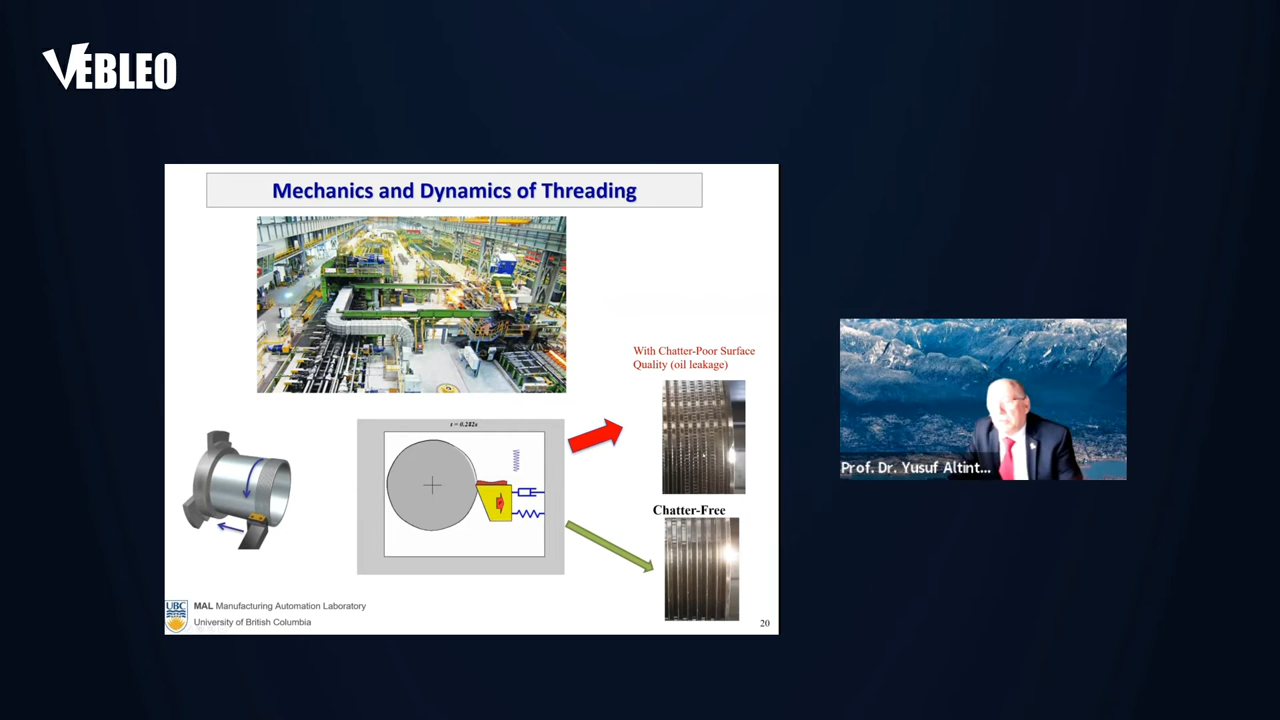 VEBLEO
Mechanics and Dynamics of Threading
With Chatter-Poor Surface
Quality (oil leakage)
t = 0.282s
Chatter-Free
Prof. Dr. Yusuf Altint...
UBC
MAL Manufacturing Automation Laboratory
University of British Columbia
20